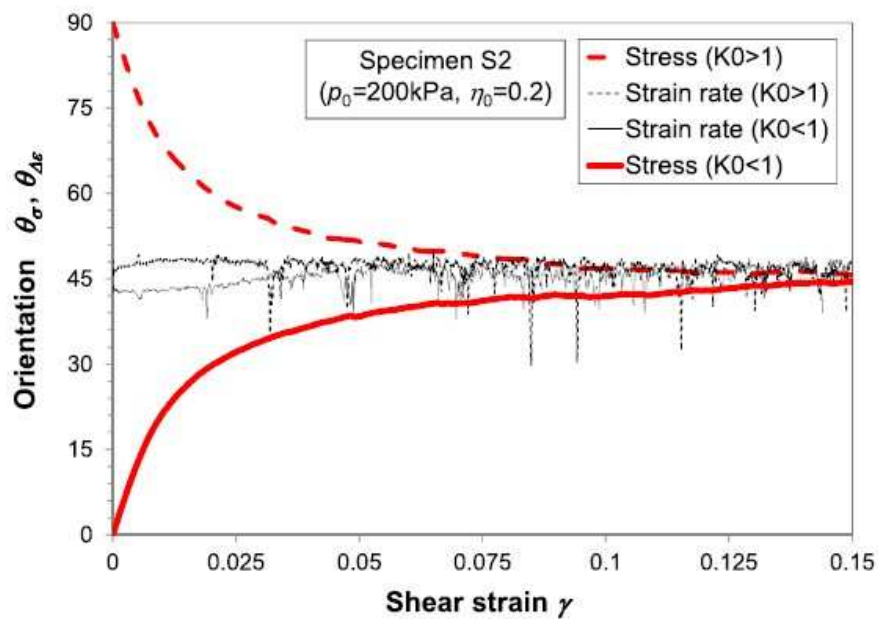 90
75
60
45
30
15
0
Orientation θσ, θΔε
Specimen S2
(p0=200kPa, η0=0.2)
Stress (K0>1)
Strain rate (K0>1)
Strain rate (K0<1)
Stress (K0<1)
0
0.025
0.05
0.075
0.1
0.125
0.15
Shear strain γ